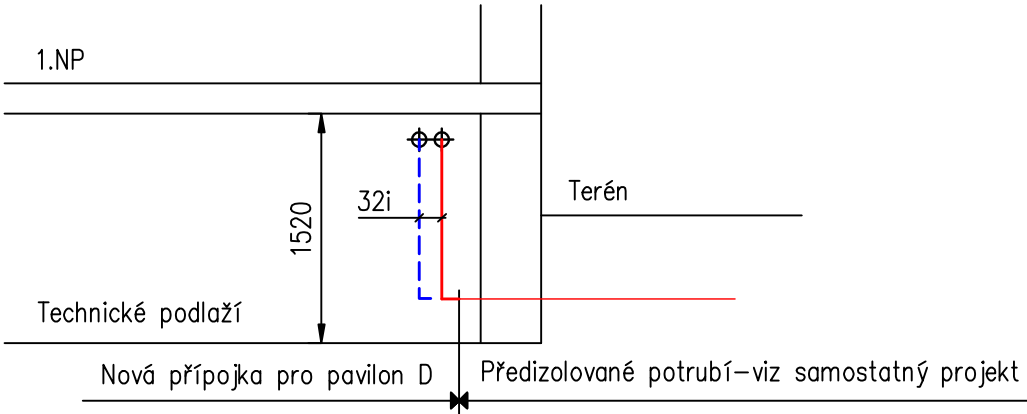 1.NP
Terén
32i
1520
Technické podlaží
Nová přípojka pro pavilon D
Předizolované potrubí-viz samostatný projekt